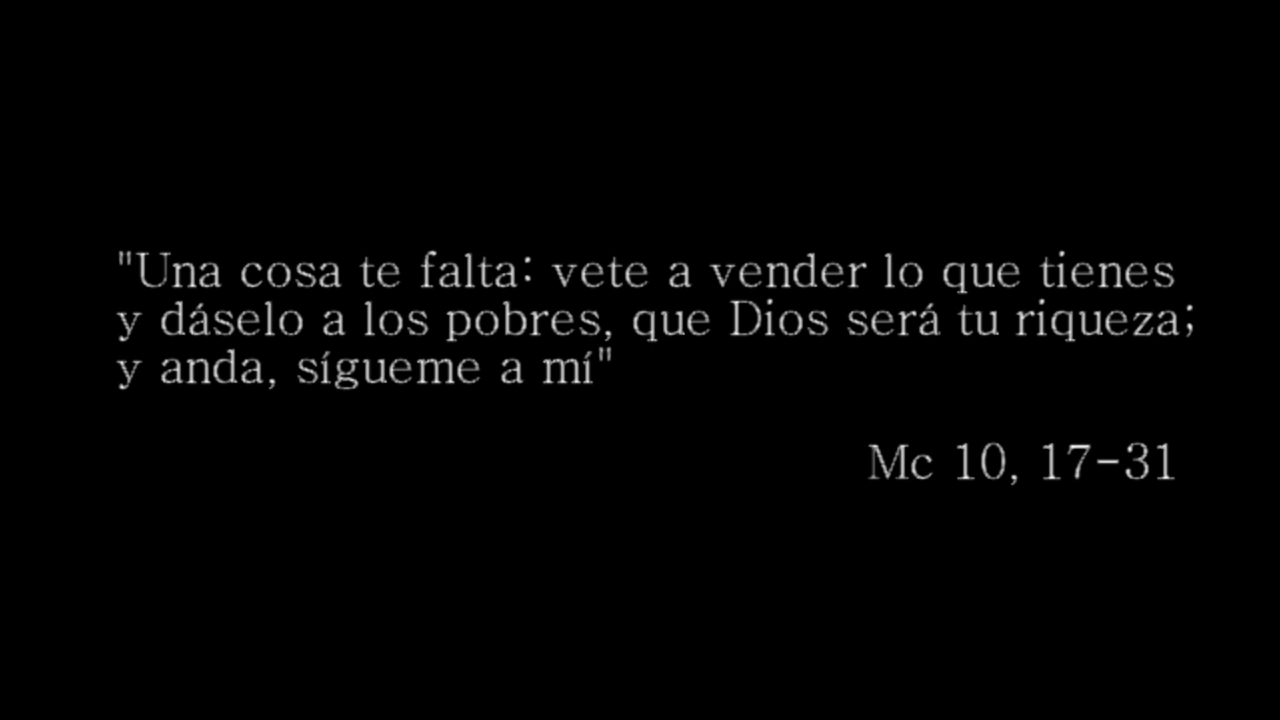 "Una cosa te falta: vete a vender lo que tienes
y dáselo a los pobres, que Dios será tu riqueza;
y anda, sígueme a mí"
Mc 10, 17-31